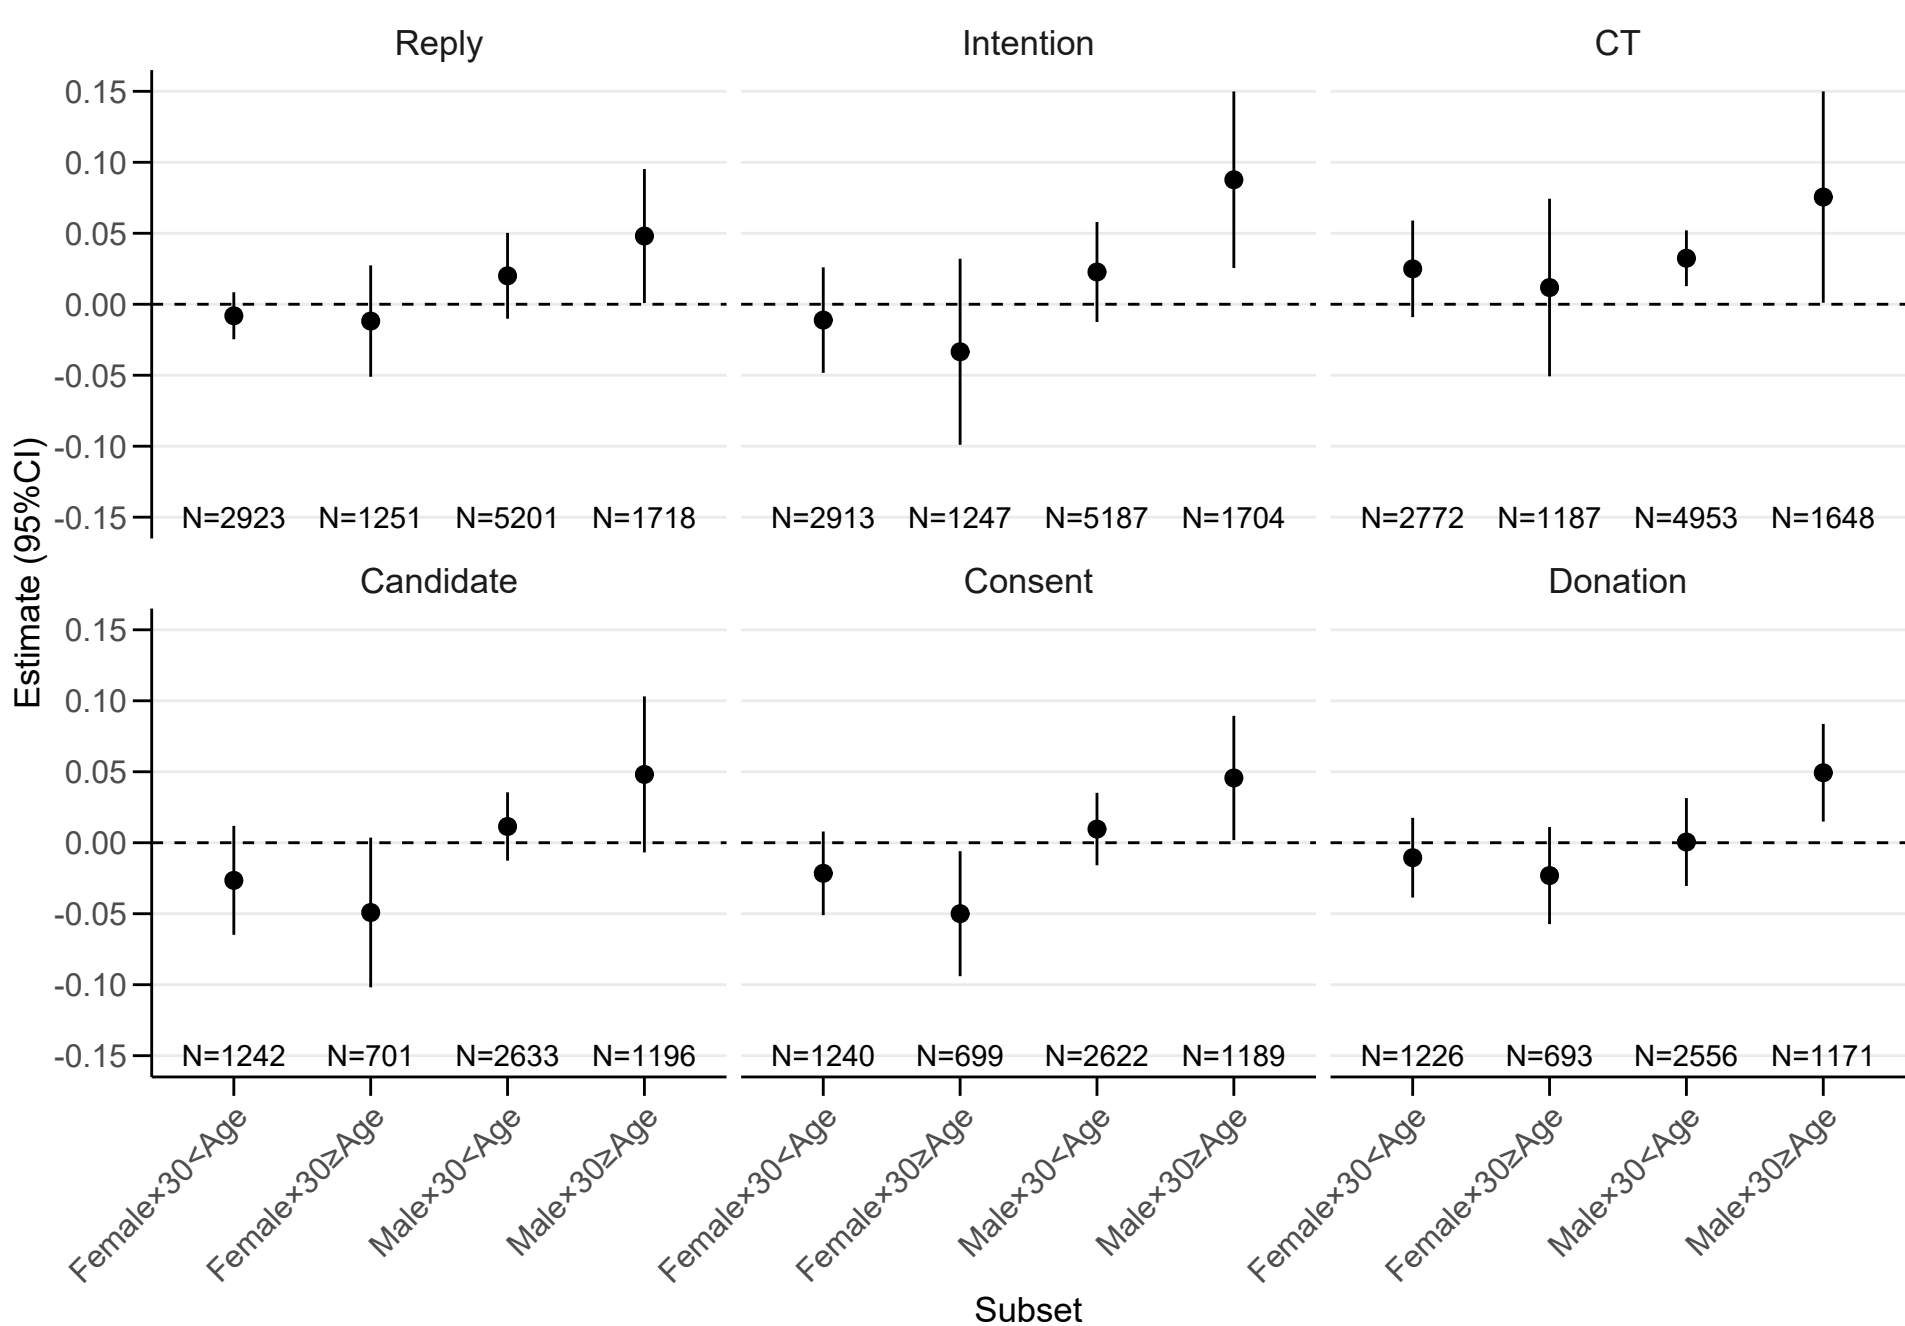 Reply Intention CT
Estimate (95%CI)
0.15
0.10
0.05
0.00
-0.05
-0.10
-0.15
N=2923 N=1251 N=5201 N=1718 N=2913 N=1247 N=5187 N=1704 N=2772 N=1187 N=4953 N=1648
Candidate Consent Donation
0.15
0.10
0.05
0.00
-0.05
-0.10
-0.15
N=1242 N=701 N=2633 N=1196 N=1240 N=699 N=2622 N=1189 N=1226 N=693 N=2556 N=1171
Female×30<Age Female×30≥Age Male×30<Age Male×30≥Age Female×30<Age Female×30≥Age Male×30<Age Male×30≥Age Female×30<Age Female×30≥Age Male×30<Age Male×30≥Age
Subset